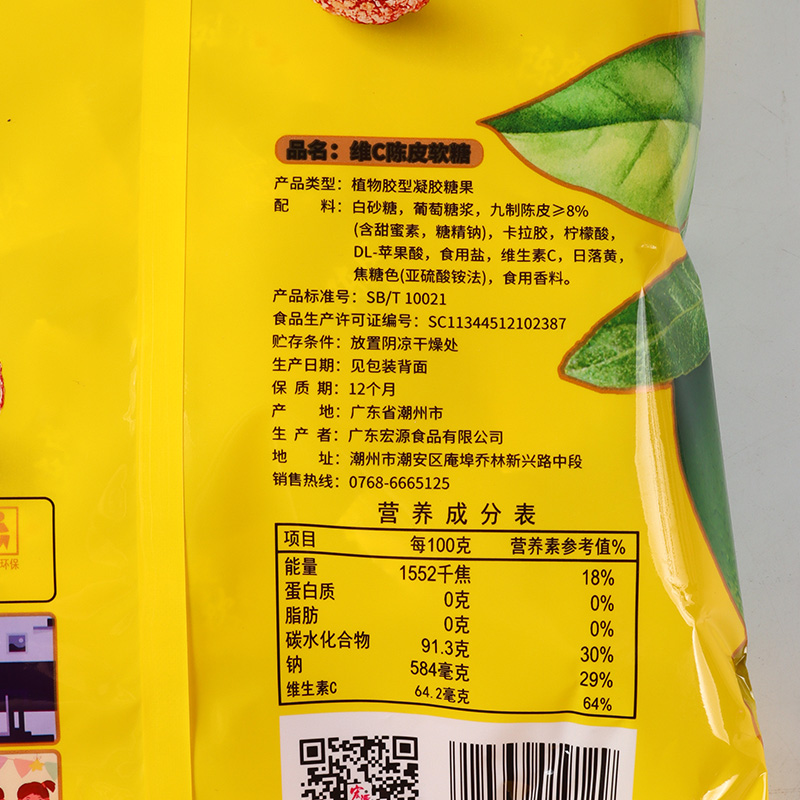 品名：维C陈皮软糖
产品类型：植物胶型凝胶糖果
配 料：白砂糖，葡萄糖浆，九制陈皮≥8%
(含甜蜜素，糖精钠)，卡拉胶，柠檬酸，
DL-苹果酸，食用盐，维生素C，日落黄，
焦糖色(亚硫酸铵法)，食用香料。
产品标准号：SB/T 10021
食品生产许可证编号：SC11344512102387
贮存条件：放置阴凉干燥处
生产日期：见包装背面
保 质 期：12个月
产 地：广东省潮州市
生 产 者：广东宏源食品有限公司
地 址：潮州市潮安区庵埠乔林新兴路中段
销售热线：0768-6665125
营养成分表
项目 每100克 营养素参考值%
能量 1552千焦 18%
蛋白质 0克 0%
脂肪 0克 0%
碳水化合物 91.3克 30%
钠 584毫克 29%
维生素C 64.2毫克 64%
环保